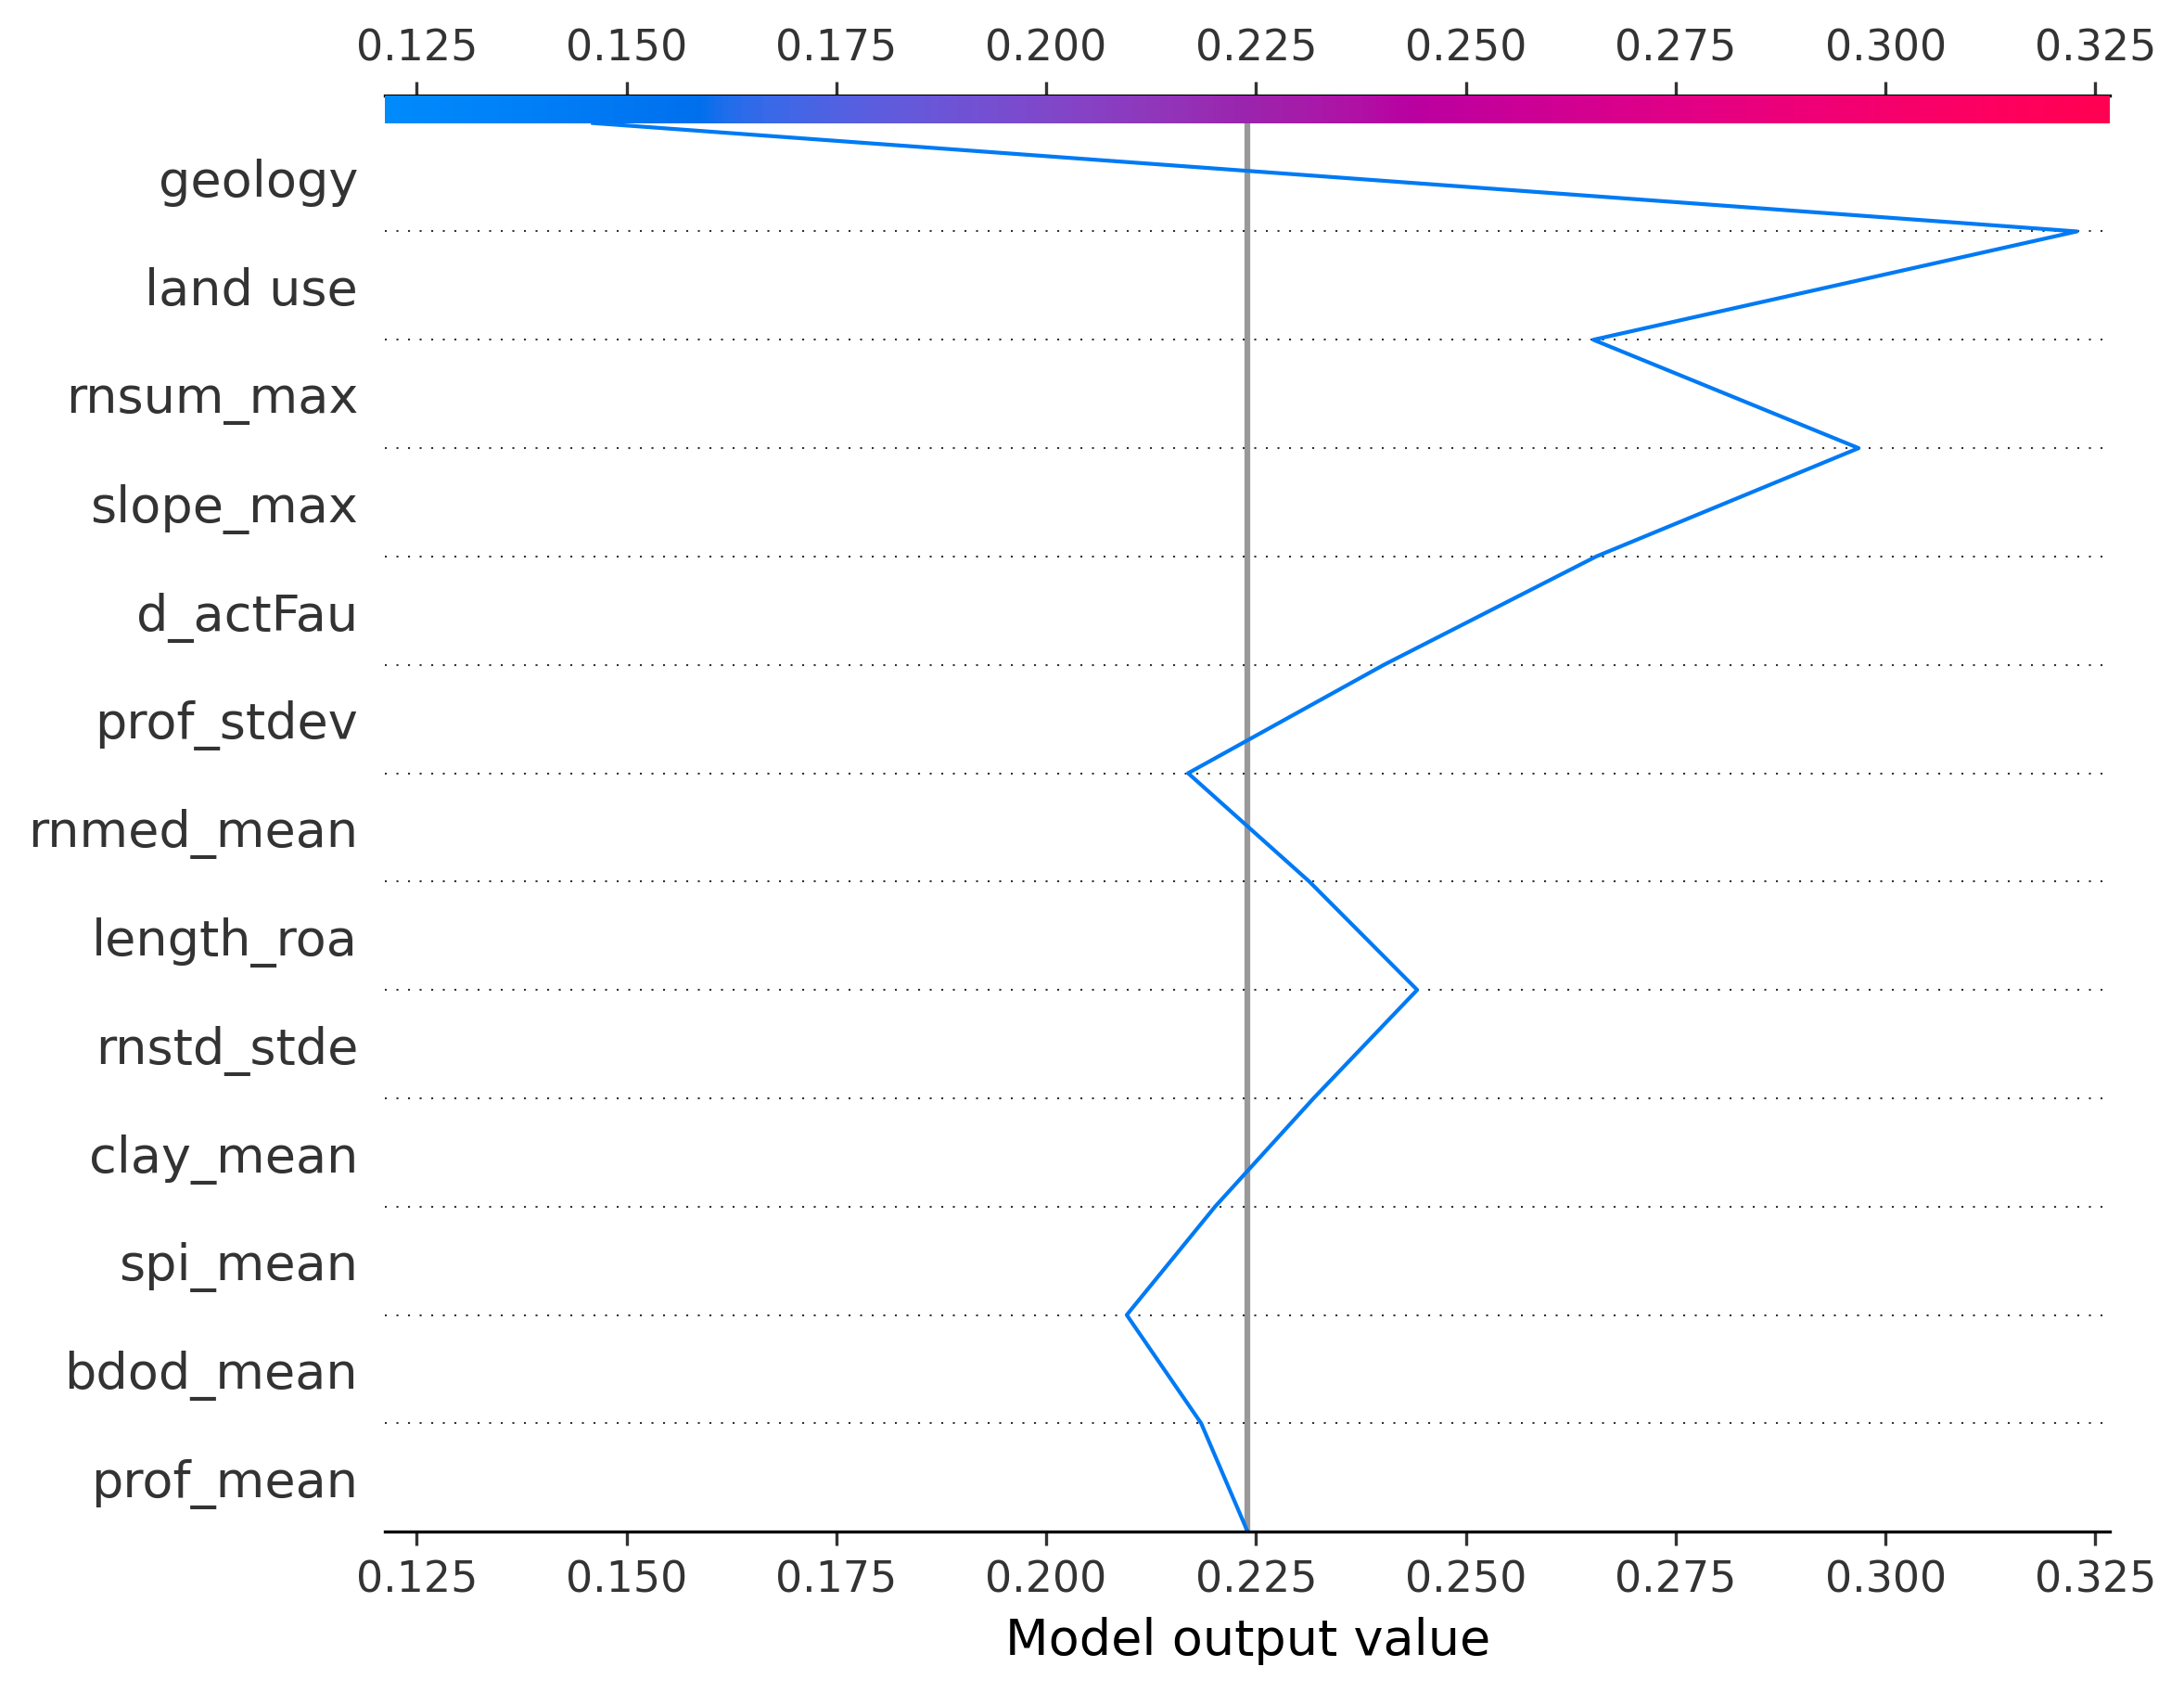 0.125 0.150 0.175 0.200 0.225 0.250 0.275 0.300 0.325
geology
land use
rnsum_max
slope_max
d_actFau
prof_stdev
rnmed_mean
length_roa
rnstd_stde
clay_mean
spi_mean
bdod_mean
prof_mean
0.125 0.150 0.175 0.200 0.225 0.250 0.275 0.300 0.325
Model output value